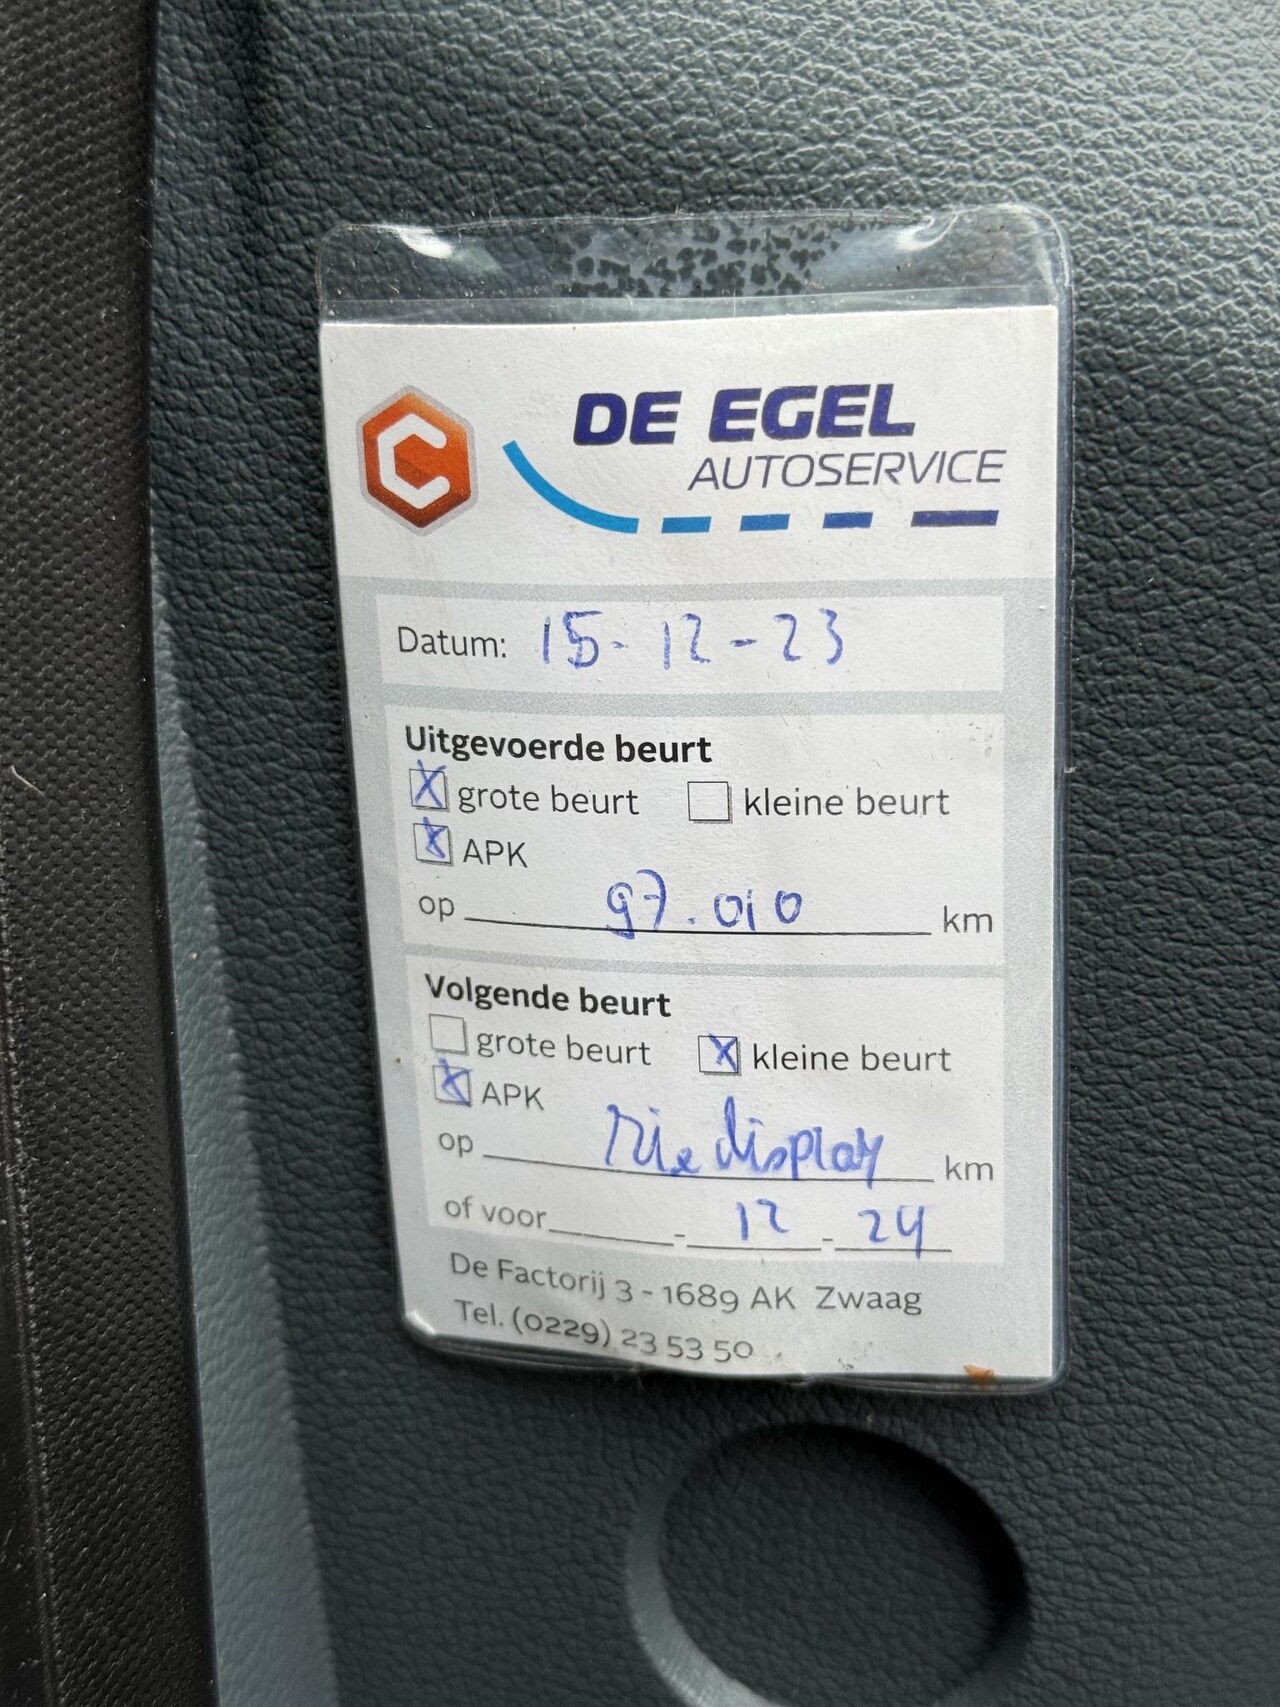 DE EGEL
AUTOSERVICE
Datum: 15-12-23
Uitgevoerde beurt
X grote beurt kleine beurt
X APK
op 97.010 km
Volgende beurt
grote beurt X kleine beurt
X APK
op zie display km
of voor - 12 - 24
De Factorij 3 - 1689 AK Zwaag
Tel. (0229) 23 53 50